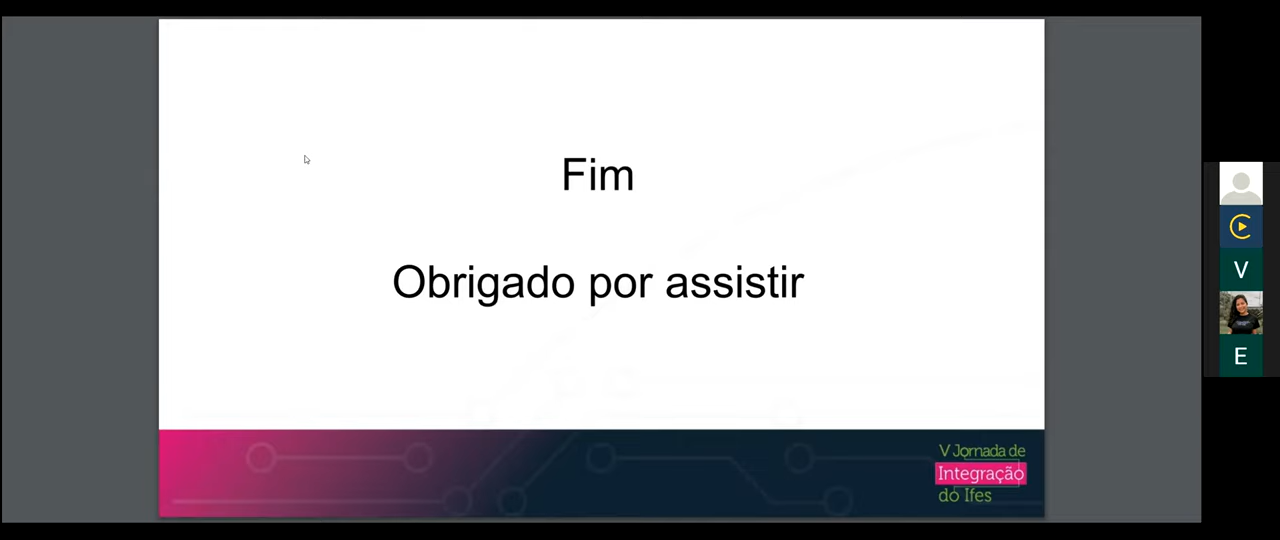 Fim
Obrigado por assistir
V Jornada de
Integração
do Ifes
V
E